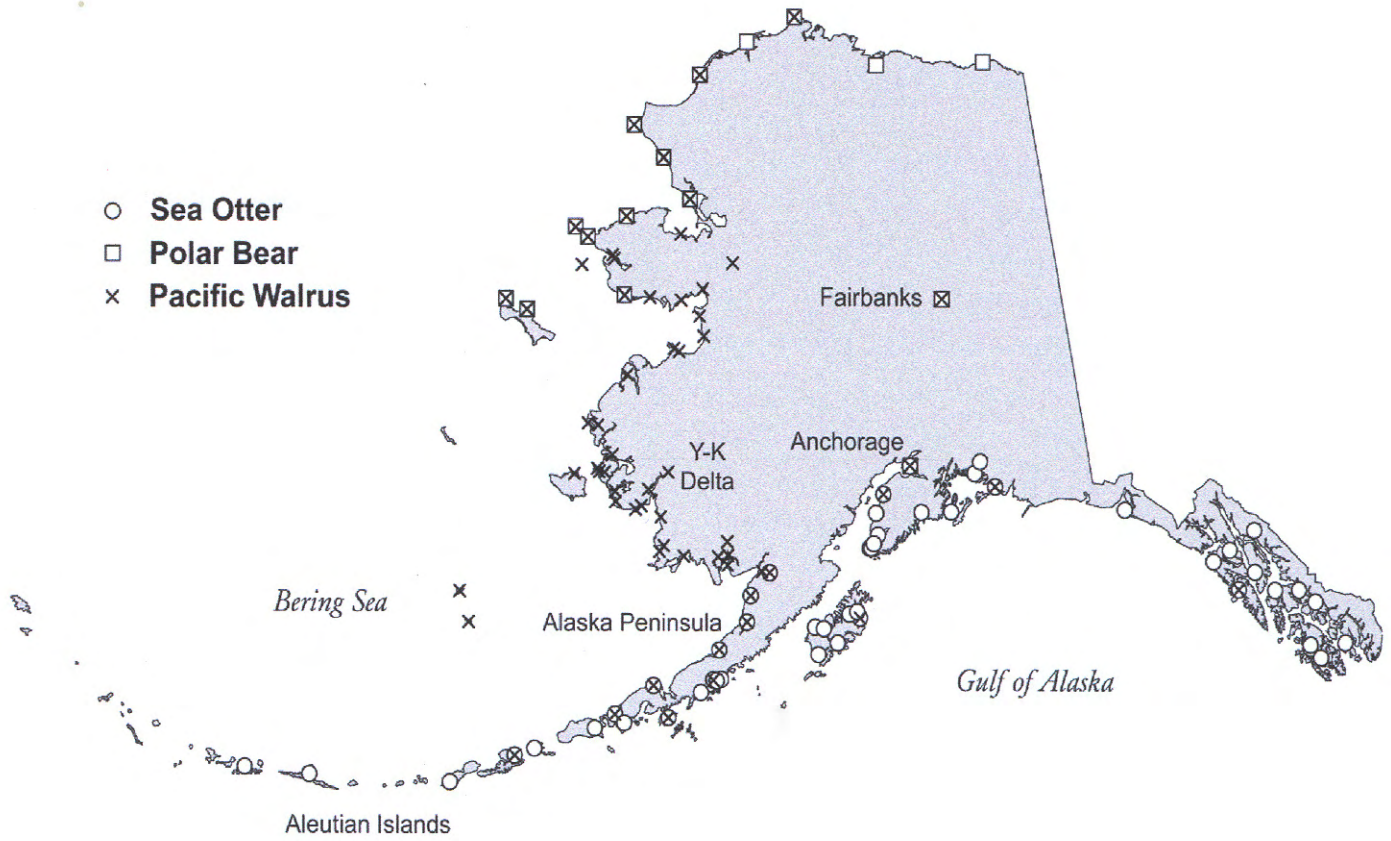 Sea Otter
Polar Bear
Pacific Walrus
Fairbanks
Anchorage
Y-K
Delta
Bering Sea
Alaska Peninsula
Gulf of Alaska
Aleutian Islands